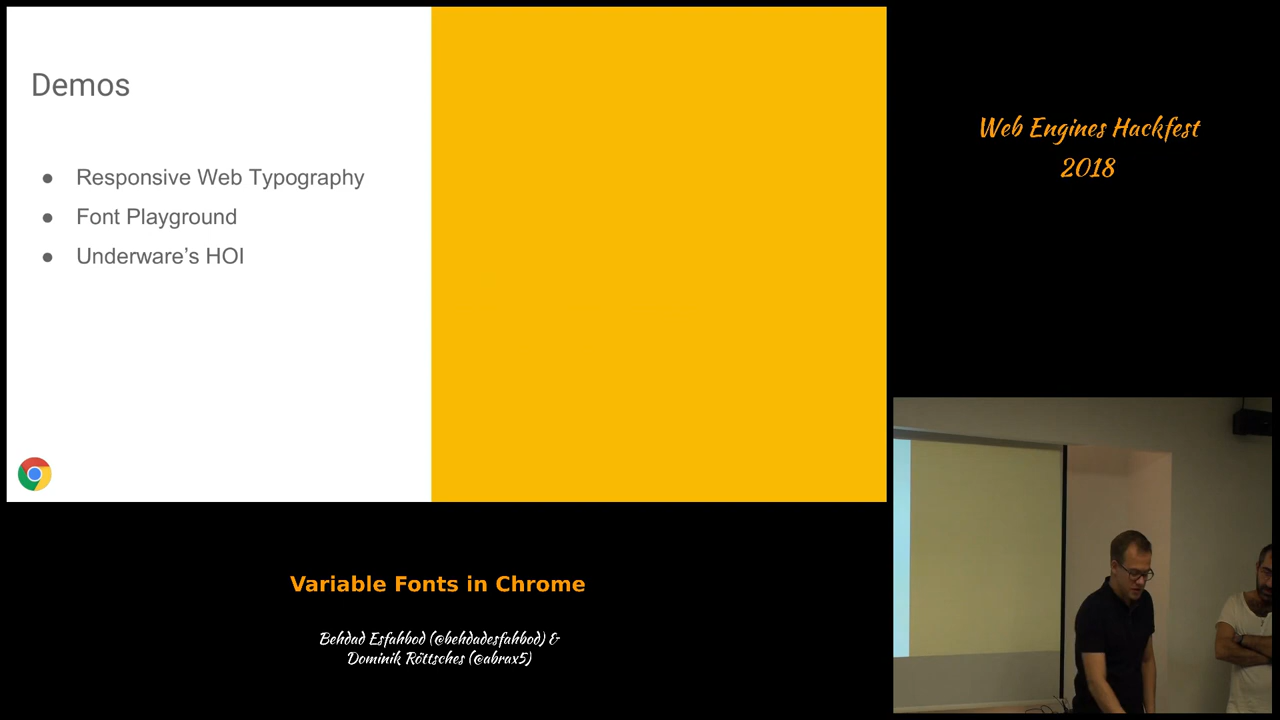 Demos
● Responsive Web Typography
● Font Playground
● Underware’s HOI
Web Engines Hackfest
2018
Variable Fonts in Chrome
Behdad Esfahbod (@behdadesfahbod) &
Dominik Röttsches (@abrax5)